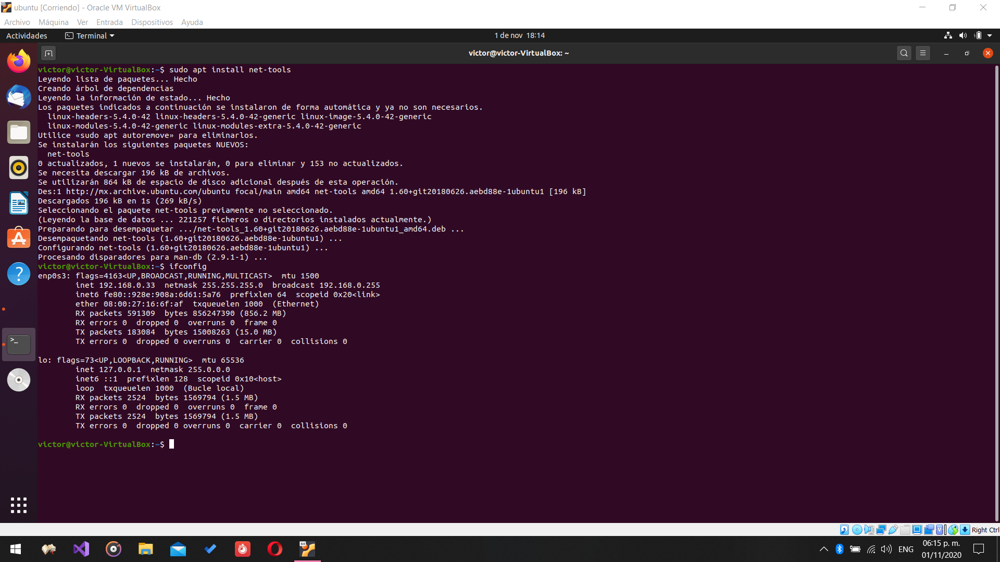 ubuntu [Corriendo] - Oracle VM VirtualBox
Archivo Máquina Ver Entrada Dispositivos Ayuda
Actividades Terminal 1 de nov 18:14
victor@victor-VirtualBox: ~
victor@victor-VirtualBox:~$ sudo apt install net-tools
Leyendo lista de paquetes... Hecho
Creando árbol de dependencias
Leyendo la información de estado... Hecho
Los paquetes indicados a continuación se instalaron de forma automática y ya no son necesarios.
  linux-headers-5.4.0-42 linux-headers-5.4.0-42-generic linux-image-5.4.0-42-generic
  linux-modules-5.4.0-42-generic linux-modules-extra-5.4.0-42-generic
Utilice «sudo apt autoremove» para eliminarlos.
Se instalarán los siguientes paquetes NUEVOS:
  net-tools
0 actualizados, 1 nuevos se instalarán, 0 para eliminar y 153 no actualizados.
Se necesita descargar 196 kB de archivos.
Se utilizarán 864 kB de espacio de disco adicional después de esta operación.
Des:1 http://mx.archive.ubuntu.com/ubuntu focal/main amd64 net-tools amd64 1.60+git20180626.aebd88e-1ubuntu1 [196 kB]
Descargados 196 kB en 1s (269 kB/s)
Seleccionando el paquete net-tools previamente no seleccionado.
(Leyendo la base de datos ... 221257 ficheros o directorios instalados actualmente.)
Preparando para desempaquetar .../net-tools_1.60+git20180626.aebd88e-1ubuntu1_amd64.deb ...
Desempaquetando net-tools (1.60+git20180626.aebd88e-1ubuntu1) ...
Configurando net-tools (1.60+git20180626.aebd88e-1ubuntu1) ...
Procesando disparadores para man-db (2.9.1-1) ...
victor@victor-VirtualBox:~$ ifconfig
enp0s3: flags=4163<UP,BROADCAST,RUNNING,MULTICAST>  mtu 1500
        inet 192.168.0.33  netmask 255.255.255.0  broadcast 192.168.0.255
        inet6 fe80::928e:908a:6d61:5a76  prefixlen 64  scopeid 0x20<link>
        ether 08:00:27:16:6f:af  txqueuelen 1000  (Ethernet)
        RX packets 591309  bytes 856247390 (856.2 MB)
        RX errors 0  dropped 0  overruns 0  frame 0
        TX packets 183084  bytes 15008263 (15.0 MB)
        TX errors 0  dropped 0 overruns 0  carrier 0  collisions 0
lo: flags=73<UP,LOOPBACK,RUNNING>  mtu 65536
        inet 127.0.0.1  netmask 255.0.0.0
        inet6 ::1  prefixlen 128  scopeid 0x10<host>
        loop  txqueuelen 1000  (Bucle local)
        RX packets 2524  bytes 1569794 (1.5 MB)
        RX errors 0  dropped 0  overruns 0  frame 0
        TX packets 2524  bytes 1569794 (1.5 MB)
        TX errors 0  dropped 0 overruns 0  carrier 0  collisions 0
victor@victor-VirtualBox:~$
Right Ctrl
ENG
06:15 p. m.
01/11/2020